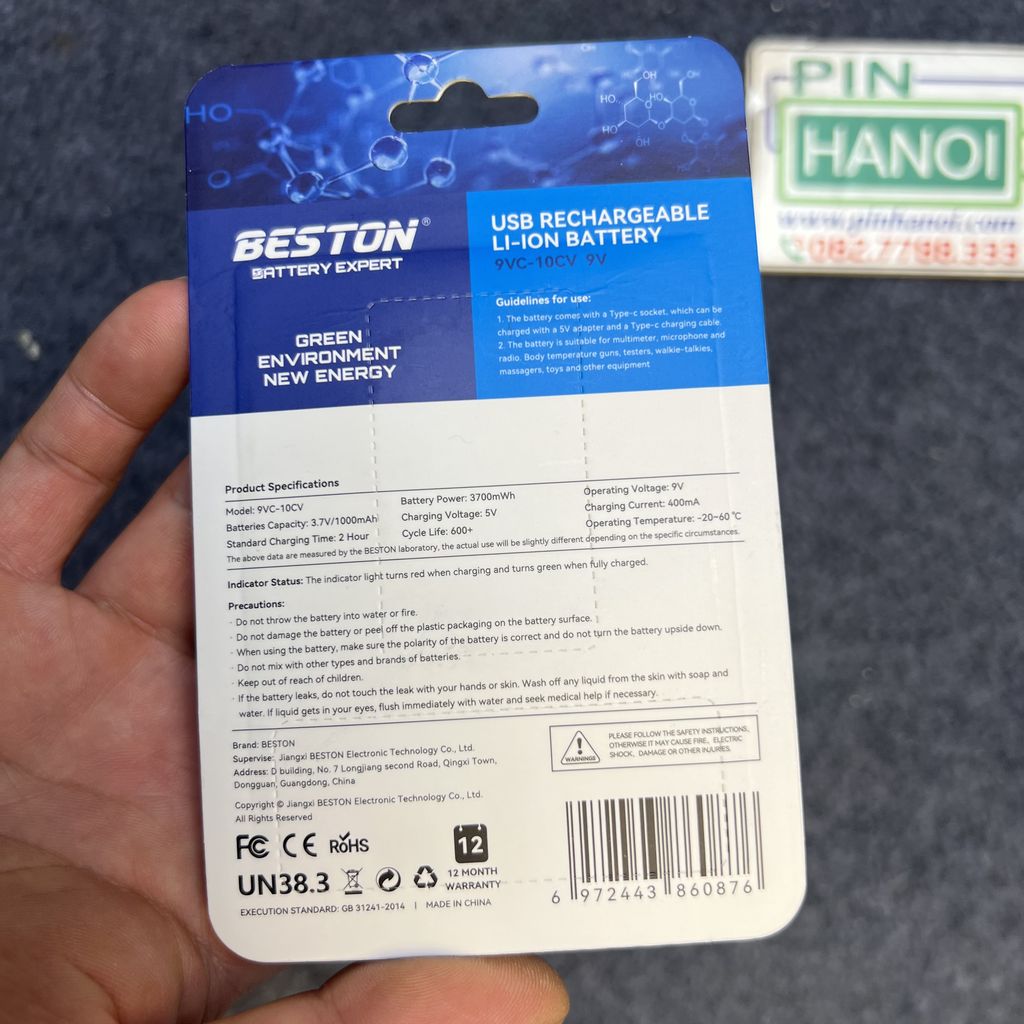 HO
O
OH
HO
HO
O
O
HO
OH
BESTON®
BATTERY EXPERT
GREEN
ENVIRONMENT
NEW ENERGY
USB RECHARGEABLE
LI-ION BATTERY
9VC-10CV 9V
Guidelines for use:
1. The battery comes with a Type-c socket, which can be
charged with a 5V adapter and a Type-c charging cable.
2. The battery is suitable for multimeter, microphone and
radio. Body temperature guns, testers, walkie-talkies,
massagers, toys and other equipment
Product Specifications
Model: 9VC-10CV
Batteries Capacity: 3.7V/1000mAh
Standard Charging Time: 2 Hour
Battery Power: 3700mWh
Charging Voltage: 5V
Cycle Life: 600+
Operating Voltage: 9V
Charging Current: 400mA
Operating Temperature: -20~60℃
The above data are measured by the BESTON laboratory, the actual use will be slightly different depending on the specific circumstances.
Indicator Status: The indicator light turns red when charging and turns green when fully charged.
Precautions:
· Do not throw the battery into water or fire.
· Do not damage the battery or peel off the plastic packaging on the battery surface.
· When using the battery, make sure the polarity of the battery is correct and do not turn the battery upside down.
· Do not mix with other types and brands of batteries.
· Keep out of reach of children.
· If the battery leaks, do not touch the leak with your hands or skin. Wash off any liquid from the skin with soap and
water. If liquid gets in your eyes, flush immediately with water and seek medical help if necessary.
Brand: BESTON
Supervise: Jiangxi BESTON Electronic Technology Co., Ltd.
Address: D building, No. 7 Longjiang second Road, Qingxi Town,
Dongguan, Guangdong, China
Copyright © Jiangxi BESTON Electronic Technology Co., Ltd.
All Rights Reserved
WARNINGS
PLEASE FOLLOW THE SAFETY INSTRUCTIONS,
OTHERWISE IT MAY CAUSE FIRE, ELECTRIC
SHOCK, DAMAGE OR OTHER INJURIES.
FC CE RoHS
12
12 MONTH
WARRANTY
UN38.3
EXECUTION STANDARD: GB 31241-2014 | MADE IN CHINA
6 972443 860876
PIN
HANOI
www.pinhanoi.com
082.7798.333